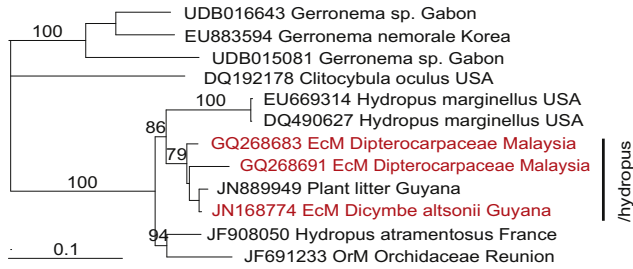 UDB016643 Gerronema sp. Gabon
100
EU883594 Gerronema nemorale Korea
UDB015081 Gerronema sp. Gabon
DQ192178 Clitocybula oculus USA
100
EU669314 Hydropus marginellus USA
DQ490627 Hydropus marginellus USA
86
GQ268683 EcM Dipterocarpaceae Malaysia
79
GQ268691 EcM Dipterocarpaceae Malaysia
100
JN889949 Plant litter Guyana
JN168774 EcM Dicymbe altsonii Guyana
/hydropus
94
JF908050 Hydropus atramentosus France
0.1
JF691233 OrM Orchidaceae Reunion